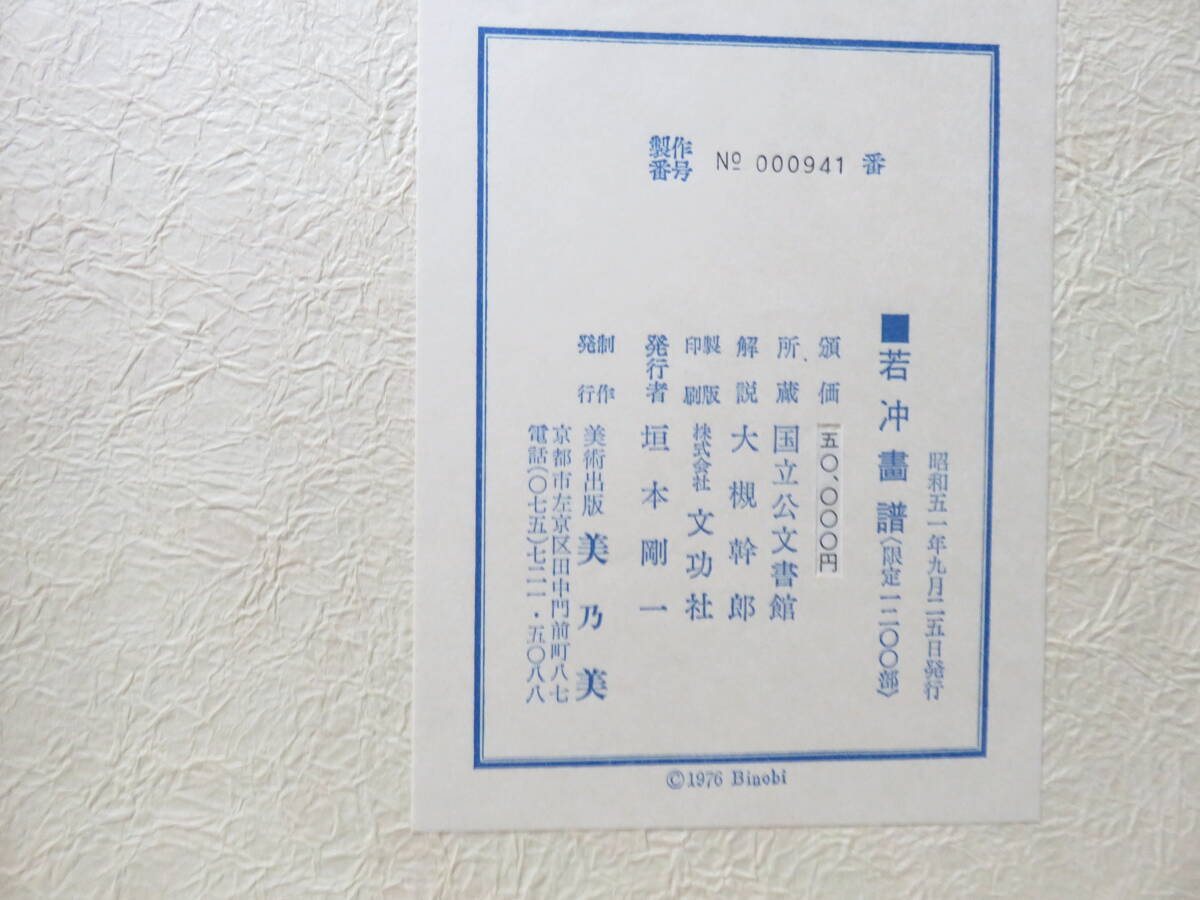 製作番号 No 000941 番
昭和五一年九月二五日発行
■若冲畫譜〈限定一二〇〇部〉
頒価 五〇、〇〇〇円
所蔵 国立公文書館
解説 大槻幹郎
製版印刷 株式会社 文功社
発行者 垣本剛一
制作発行 美術出版 美乃美
京都市左京区田中門前町八七
電話(〇七五)七二一・五〇八八
©1976 Binobi